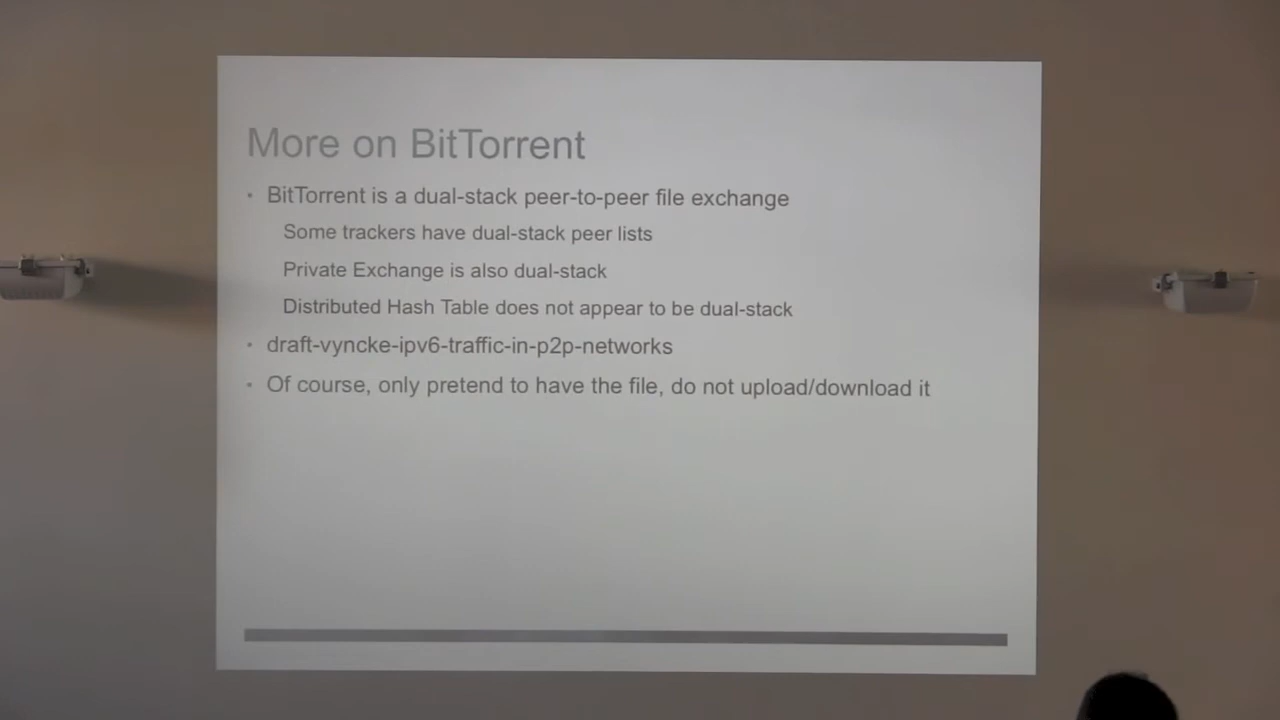 More on BitTorrent
• BitTorrent is a dual-stack peer-to-peer file exchange
Some trackers have dual-stack peer lists
Private Exchange is also dual-stack
Distributed Hash Table does not appear to be dual-stack
• draft-vyncke-ipv6-traffic-in-p2p-networks
• Of course, only pretend to have the file, do not upload/download it